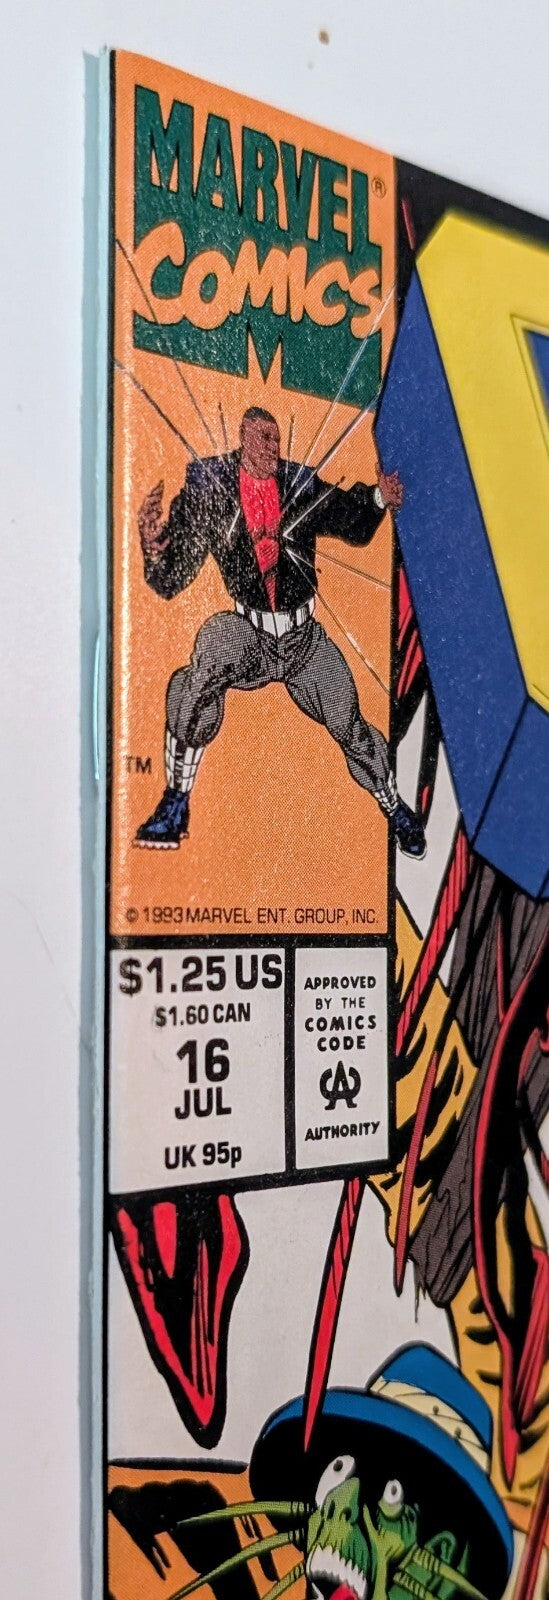 MARVEL®
COMICS
M
TM
© 1993 MARVEL ENT. GROUP, INC.
$1.25 US
$1.60 CAN
16
JUL
UK 95p
APPROVED
BY THE
COMICS
CODE
CA
AUTHORITY